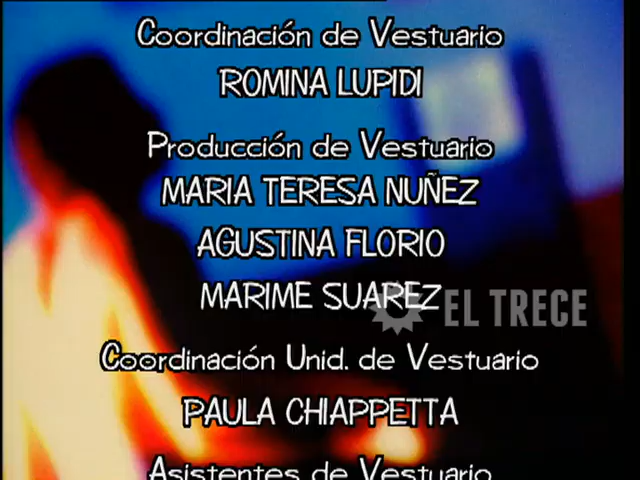 Coordinación de Vestuario
ROMINA LUPIDI
Producción de Vestuario
MARIA TERESA NUÑEZ
AGUSTINA FLORIO
MARIME SUAREZ
EL TRECE
Coordinación Unid. de Vestuario
PAULA CHIAPPETTA
Asistentes de Vestuario